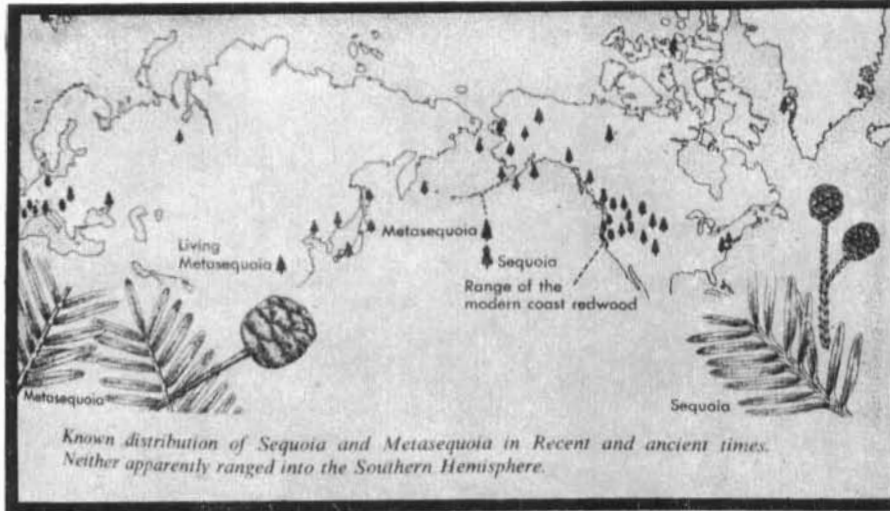 Living
Metasequoia
Metasequoia
Sequoia
Range of the
modern coast redwood
Metasequoia
Sequoia
Known distribution of Sequoia and Metasequoia in Recent and ancient times.
Neither apparently ranged into the Southern Hemisphere.